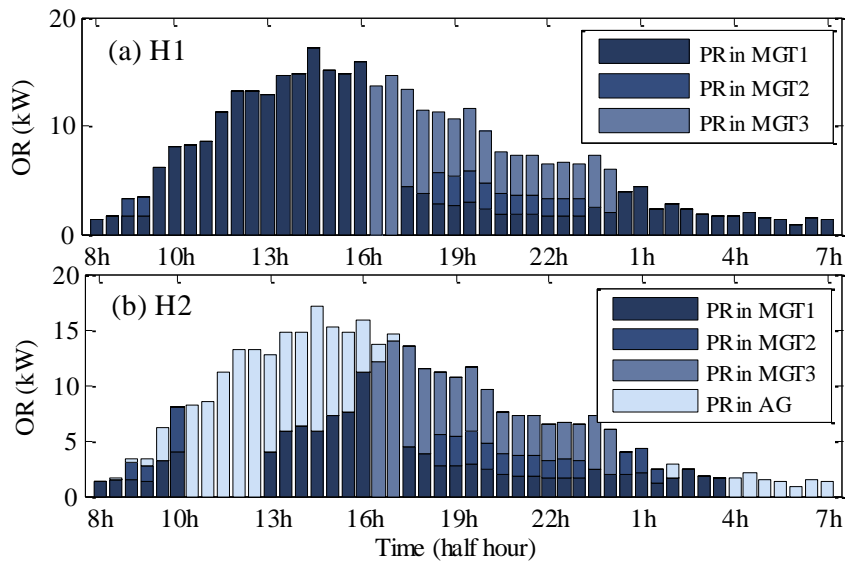 (a) H1
OR (kW)
20
10
0
PR in MGT1
PR in MGT2
PR in MGT3
8h 10h 13h 16h 19h 22h 1h 4h 7h
(b) H2
OR (kW)
20
15
10
5
0
PR in MGT1
PR in MGT2
PR in MGT3
PR in AG
8h 10h 13h 16h 19h 22h 1h 4h 7h
Time (half hour)